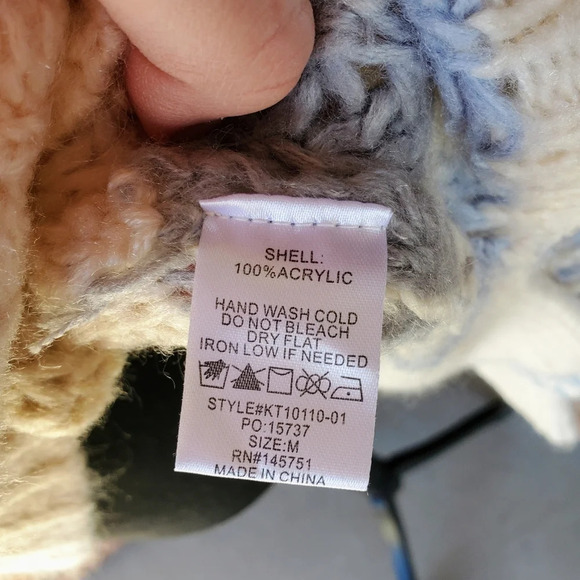 SHELL:
100%ACRYLIC
HAND WASH COLD
DO NOT BLEACH
DRY FLAT
IRON LOW IF NEEDED
STYLE#KT10110-01
PO:15737
SIZE:M
RN#145751
MADE IN CHINA